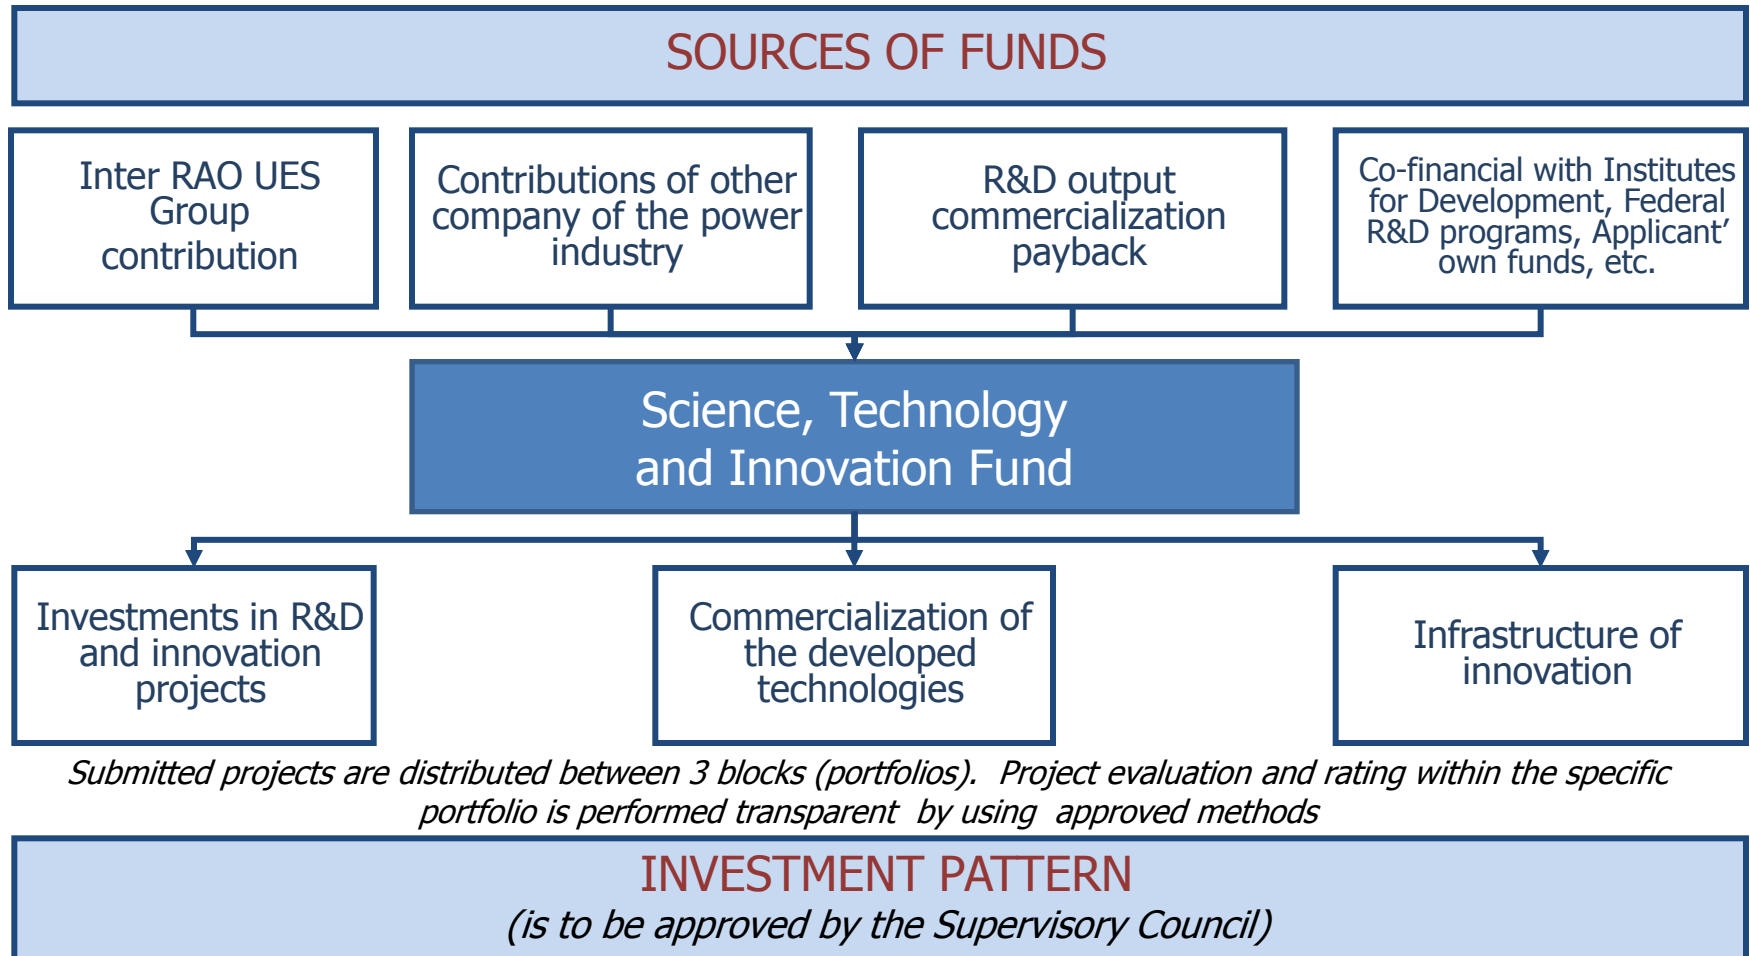 SOURCES OF FUNDS
Inter RAO UES
Group
contribution
Contributions of other
company of the power
industry
R&D output
commercialization
payback
Co-financial with Institutes
for Development, Federal
R&D programs, Applicant’
own funds, etc.
Science, Technology
and Innovation Fund
Investments in R&D
and innovation
projects
Commercialization of
the developed
technologies
Infrastructure of
innovation
Submitted projects are distributed between 3 blocks (portfolios).  Project evaluation and rating within the specific
portfolio is performed transparent  by using  approved methods
INVESTMENT PATTERN
(is to be approved by the Supervisory Council)